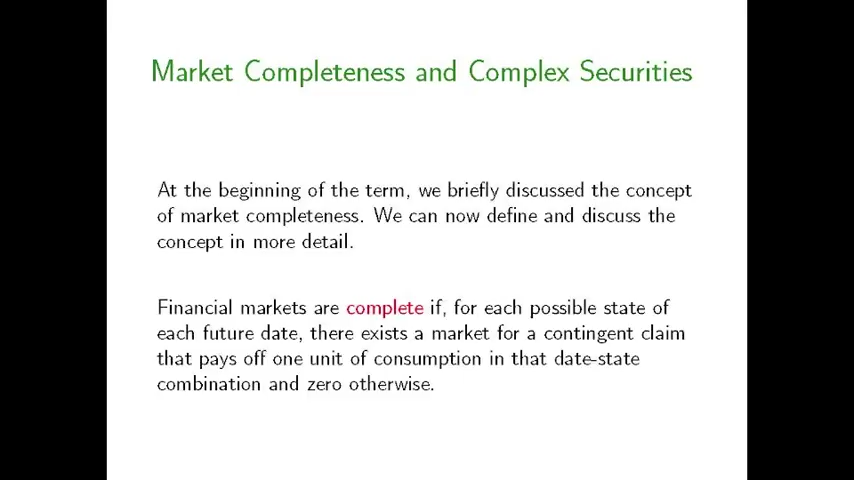 Market Completeness and Complex Securities
At the beginning of the term, we briefly discussed the concept
of market completeness. We can now define and discuss the
concept in more detail.
Financial markets are complete if, for each possible state of
each future date, there exists a market for a contingent claim
that pays off one unit of consumption in that date-state
combination and zero otherwise.